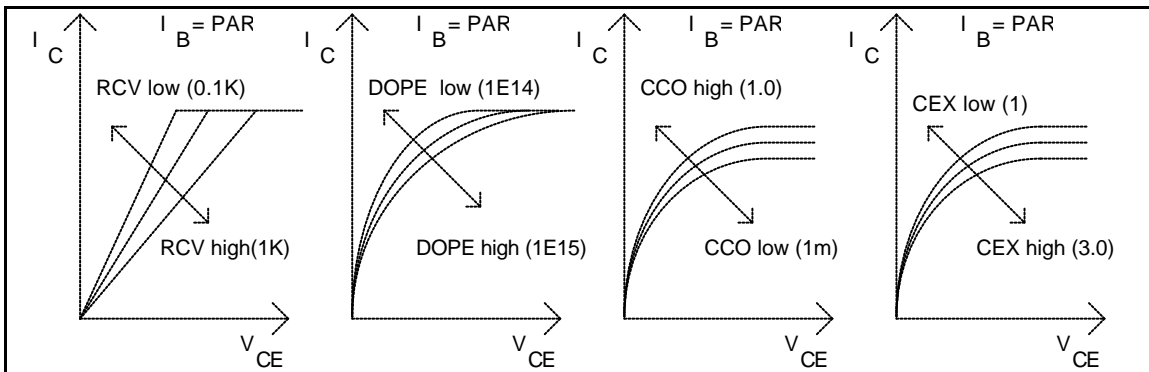 I C
I B = PAR
RCV low (0.1K)
RCV high(1K)
V CE
I C
I B = PAR
DOPE low (1E14)
DOPE high (1E15)
V CE
I C
I B = PAR
CCO high (1.0)
CCO low (1m)
V CE
I C
I B = PAR
CEX low (1)
CEX high (3.0)
V CE